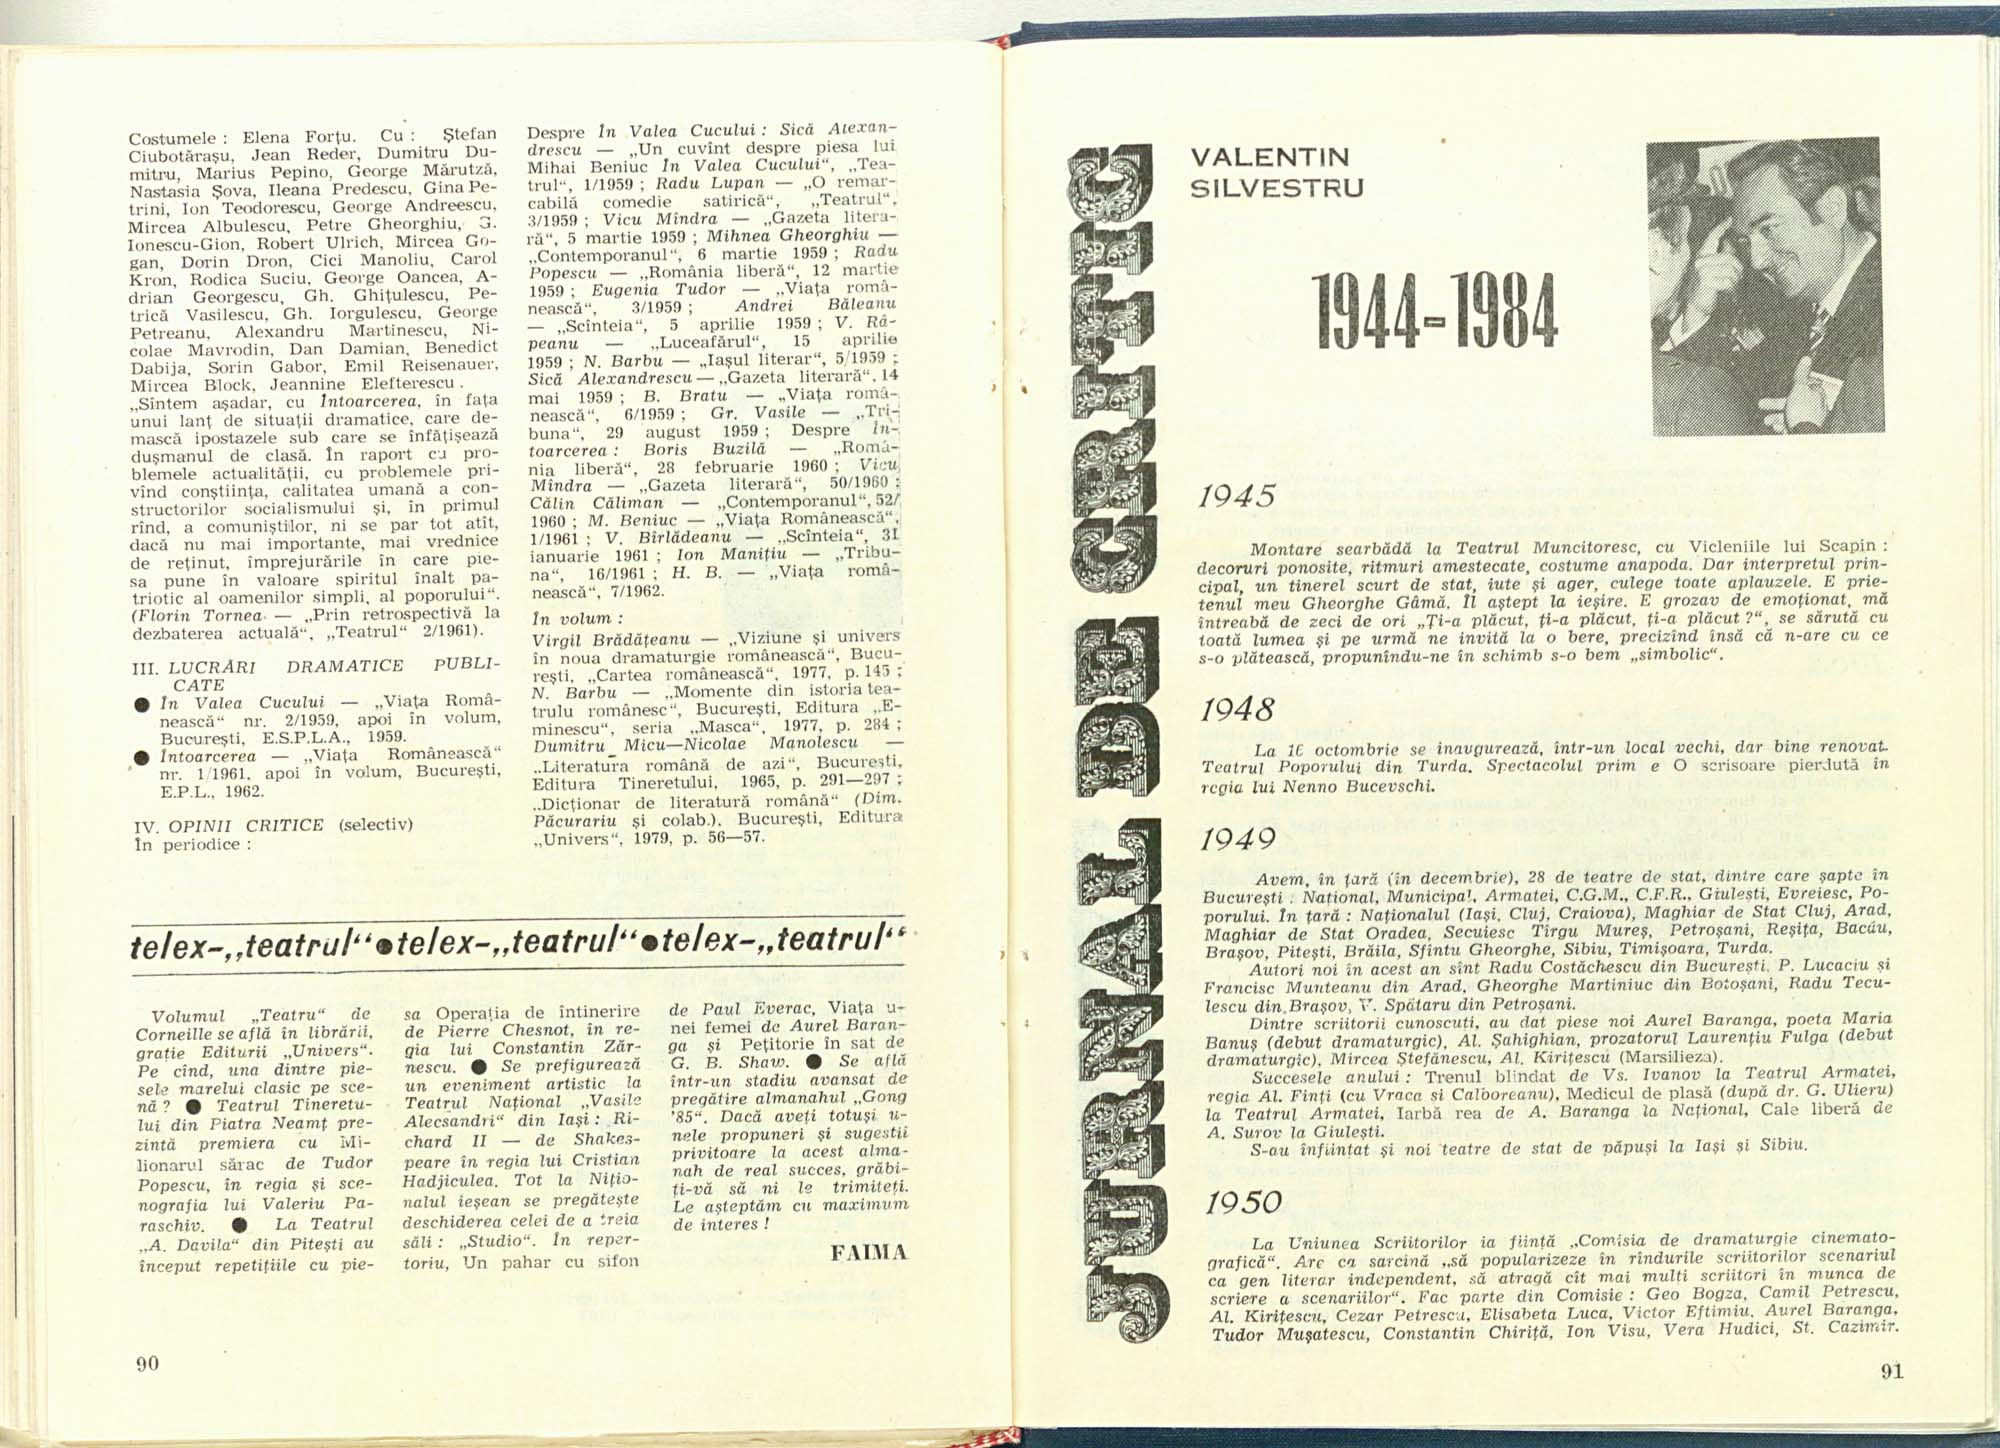 Costumele : Elena Forțu. Cu : Ștefan
Ciubotărașu, Jean Reder, Dumitru Du-
mitru, Marius Pepino, George Mărutză,
Nastasia Șova, Ileana Predescu, Gina Pe-
trini, Ion Teodorescu, George Andreescu,
Mircea Albulescu, Petre Gheorghiu, G.
Ionescu-Gion, Robert Ulrich, Mircea Go-
gan, Dorin Dron, Cici Manoliu, Carol
Kron, Rodica Suciu, George Oancea, A-
drian Georgescu, Gh. Ghițulescu, Pe-
trică Vasilescu, Gh. Iorgulescu, George
Petreanu, Alexandru Martinescu, Ni-
colae Mavrodin, Dan Damian, Benedict
Dabija, Sorin Gabor, Emil Reisenauer,
Mircea Block, Jeannine Elefterescu.
„Sîntem așadar, cu Întoarcerea, în fața
unui lanț de situații dramatice, care de-
mască ipostazele sub care se înfățișează
dușmanul de clasă. În raport cu pro-
blemele actualității, cu problemele pri-
vind conștiința, calitatea umană a con-
structorilor socialismului și, în primul
rînd, a comuniștilor, ni se par tot atît,
dacă nu mai importante, mai vrednice
de reținut, împrejurările în care pie-
sa pune în valoare spiritul înalt pa-
triotic al oamenilor simpli, al poporului“.
(Florin Tornea — „Prin retrospectivă la
dezbaterea actuală“, „Teatrul“ 2/1961).
III. LUCRĂRI DRAMATICE PUBLI-
CATE
● În Valea Cucului — „Viața Româ-
nească“ nr. 2/1959, apoi în volum,
București, E.S.P.L.A., 1959.
● Întoarcerea — „Viața Românească“
nr. 1/1961, apoi în volum, București,
E.P.L., 1962.
IV. OPINII CRITICE (selectiv)
În periodice :
Despre În Valea Cucului : Sică Alexan-
drescu — „Un cuvînt despre piesa lui
Mihai Beniuc În Valea Cucului“, „Tea-
trul“, 1/1959 ; Radu Lupan — „O remar-
cabilă comedie satirică“, „Teatrul“,
3/1959 ; Vicu Mîndra — „Gazeta litera-
ră“, 5 martie 1959 ; Mihnea Gheorghiu —
„Contemporanul“, 6 martie 1959 ; Radu
Popescu — „România liberă“, 12 martie
1959 ; Eugenia Tudor — „Viața româ-
nească“, 3/1959 ; Andrei Băleanu
— „Scînteia“, 5 aprilie 1959 ; V. Râ-
peanu — „Luceafărul“, 15 aprilie
1959 ; N. Barbu — „Iașul literar“, 5/1959 ;
Sică Alexandrescu — „Gazeta literară“, 14
mai 1959 ; B. Bratu — „Viața româ-
nească“, 6/1959 ; Gr. Vasile — „Tri-
buna“, 29 august 1959 ; Despre În-
toarcerea : Boris Buzilă — „Româ-
nia liberă“, 28 februarie 1960 ; Vicu
Mîndra — „Gazeta literară“, 50/1960 ;
Călin Căliman — „Contemporanul“, 52/
1960 ; M. Beniuc — „Viața Românească“,
1/1961 ; V. Bîrlădeanu — „Scînteia“, 31
ianuarie 1961 ; Ion Manițiu — „Tribu-
na“, 16/1961 ; H. B. — „Viața româ-
nească“, 7/1962.
În volum :
Virgil Brădățeanu — „Viziune și univers
în noua dramaturgie românească“, Bucu-
rești, „Cartea românească“, 1977, p. 145 ;
N. Barbu — „Momente din istoria tea-
trulu românesc“, București, Editura „E-
minescu“, seria „Masca“, 1977, p. 284 ;
Dumitru Micu—Nicolae Manolescu —
„Literatura română de azi“, București,
Editura Tineretului, 1965, p. 291—297 ;
„Dicționar de literatură română“ (Dim.
Păcurariu și colab.), București, Editura
„Univers“, 1979, p. 56—57.
telex-„teatrul“●telex-„teatrul“●telex-„teatrul“
Volumul „Teatru“ de
Corneille se află în librării,
grație Editurii „Univers“.
Pe cînd, una dintre pie-
sele marelui clasic pe sce-
nă ? ● Teatrul Tineretu-
lui din Piatra Neamț pre-
zintă premiera cu Mi-
lionarul sărac de Tudor
Popescu, în regia și sce-
nografia lui Valeriu Pa-
raschiv. ● La Teatrul
„A. Davila“ din Pitești au
început repetițiile cu pie-
sa Operația de întinerire
de Pierre Chesnot, în re-
gia lui Constantin Zăr-
nescu. ● Se prefigurează
un eveniment artistic la
Teatrul Național „Vasile
Alecsandri“ din Iași : Ri-
chard II — de Shakes-
peare în regia lui Cristian
Hadjiculea. Tot la Nițio-
nalul ieșean se pregătește
deschiderea celei de a treia
săli : „Studio“. În reper-
toriu, Un pahar cu sifon
de Paul Everac, Viața u-
nei femei de Aurel Baran-
ga și Pețitorie în sat de
G. B. Shaw. ● Se află
într-un stadiu avansat de
pregătire almanahul „Gong
'85“. Dacă aveți totuși u-
nele propuneri și sugestii
privitoare la acest alma-
nah de real succes, grăbi-
ți-vă să ni le trimiteți.
Le așteptăm cu maximum
de interes !
FAIMA
90
JURNAL DE CRITIC
VALENTIN
SILVESTRU
1944-1984
1945
Montare searbădă la Teatrul Muncitoresc, cu Vicleniile lui Scapin :
decoruri ponosite, ritmuri amestecate, costume anapoda. Dar interpretul prin-
cipal, un tinerel scurt de stat, iute și ager, culege toate aplauzele. E prie-
tenul meu Gheorghe Gâmă. Îl aștept la ieșire. E grozav de emoționat, mă
întreabă de zeci de ori „Ți-a plăcut, ți-a plăcut, ți-a plăcut ?“, se sărută cu
toată lumea și pe urmă ne invită la o bere, precizînd însă că n-are cu ce
s-o plătească, propunîndu-ne în schimb s-o bem „simbolic“.
1948
La 16 octombrie se inaugurează, într-un local vechi, dar bine renovat.
Teatrul Poporului din Turda. Spectacolul prim e O scrisoare pierdută în
regia lui Nenno Bucevschi.
1949
Avem, în țară (în decembrie), 28 de teatre de stat, dintre care șapte în
București : Național, Municipal, Armatei, C.G.M., C.F.R., Giulești, Evreiesc, Po-
porului. În țară : Naționalul (Iași, Cluj, Craiova), Maghiar de Stat Cluj, Arad,
Maghiar de Stat Oradea, Secuiesc Tîrgu Mureș, Petroșani, Reșița, Bacău,
Brașov, Pitești, Brăila, Sfîntu Gheorghe, Sibiu, Timișoara, Turda.
Autori noi în acest an sînt Radu Costăchescu din București, P. Lucaciu și
Francisc Munteanu din Arad, Gheorghe Martiniuc din Botoșani, Radu Tecu-
lescu din Brașov, V. Spătaru din Petroșani.
Dintre scriitorii cunoscuți, au dat piese noi Aurel Baranga, poeta Maria
Banuș (debut dramaturgic), Al. Șahighian, prozatorul Laurențiu Fulga (debut
dramaturgic), Mircea Ștefănescu, Al. Kirițescu (Marsilieza).
Succesele anului : Trenul blindat de Vs. Ivanov la Teatrul Armatei,
regia Al. Finți (cu Vraca și Calboreanu), Medicul de plasă (după dr. G. Ulieru)
la Teatrul Armatei, Iarbă rea de A. Baranga la Național, Cale liberă de
A. Surov la Giulești.
S-au înființat și noi teatre de stat de păpuși la Iași și Sibiu.
1950
La Uniunea Scriitorilor ia ființă „Comisia de dramaturgie cinemato-
grafică“. Are ca sarcină „să popularizeze în rîndurile scriitorilor scenariul
ca gen literar independent, să atragă cît mai mulți scriitori în munca de
scriere a scenariilor“. Fac parte din Comisie : Geo Bogza, Camil Petrescu,
Al. Kirițescu, Cezar Petrescu, Elisabeta Luca, Victor Eftimiu, Aurel Baranga,
Tudor Mușatescu, Constantin Chiriță, Ion Visu, Vera Hudici, St. Cazimir.
91